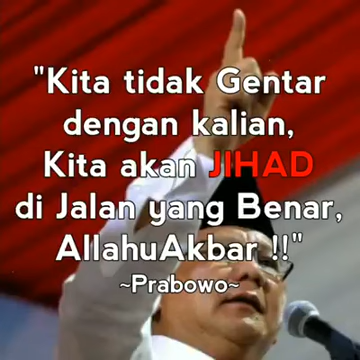 "Kita tidak Gentar
dengan kalian,
Kita akan JIHAD
di Jalan yang Benar,
AllahuAkbar !!"
~Prabowo~